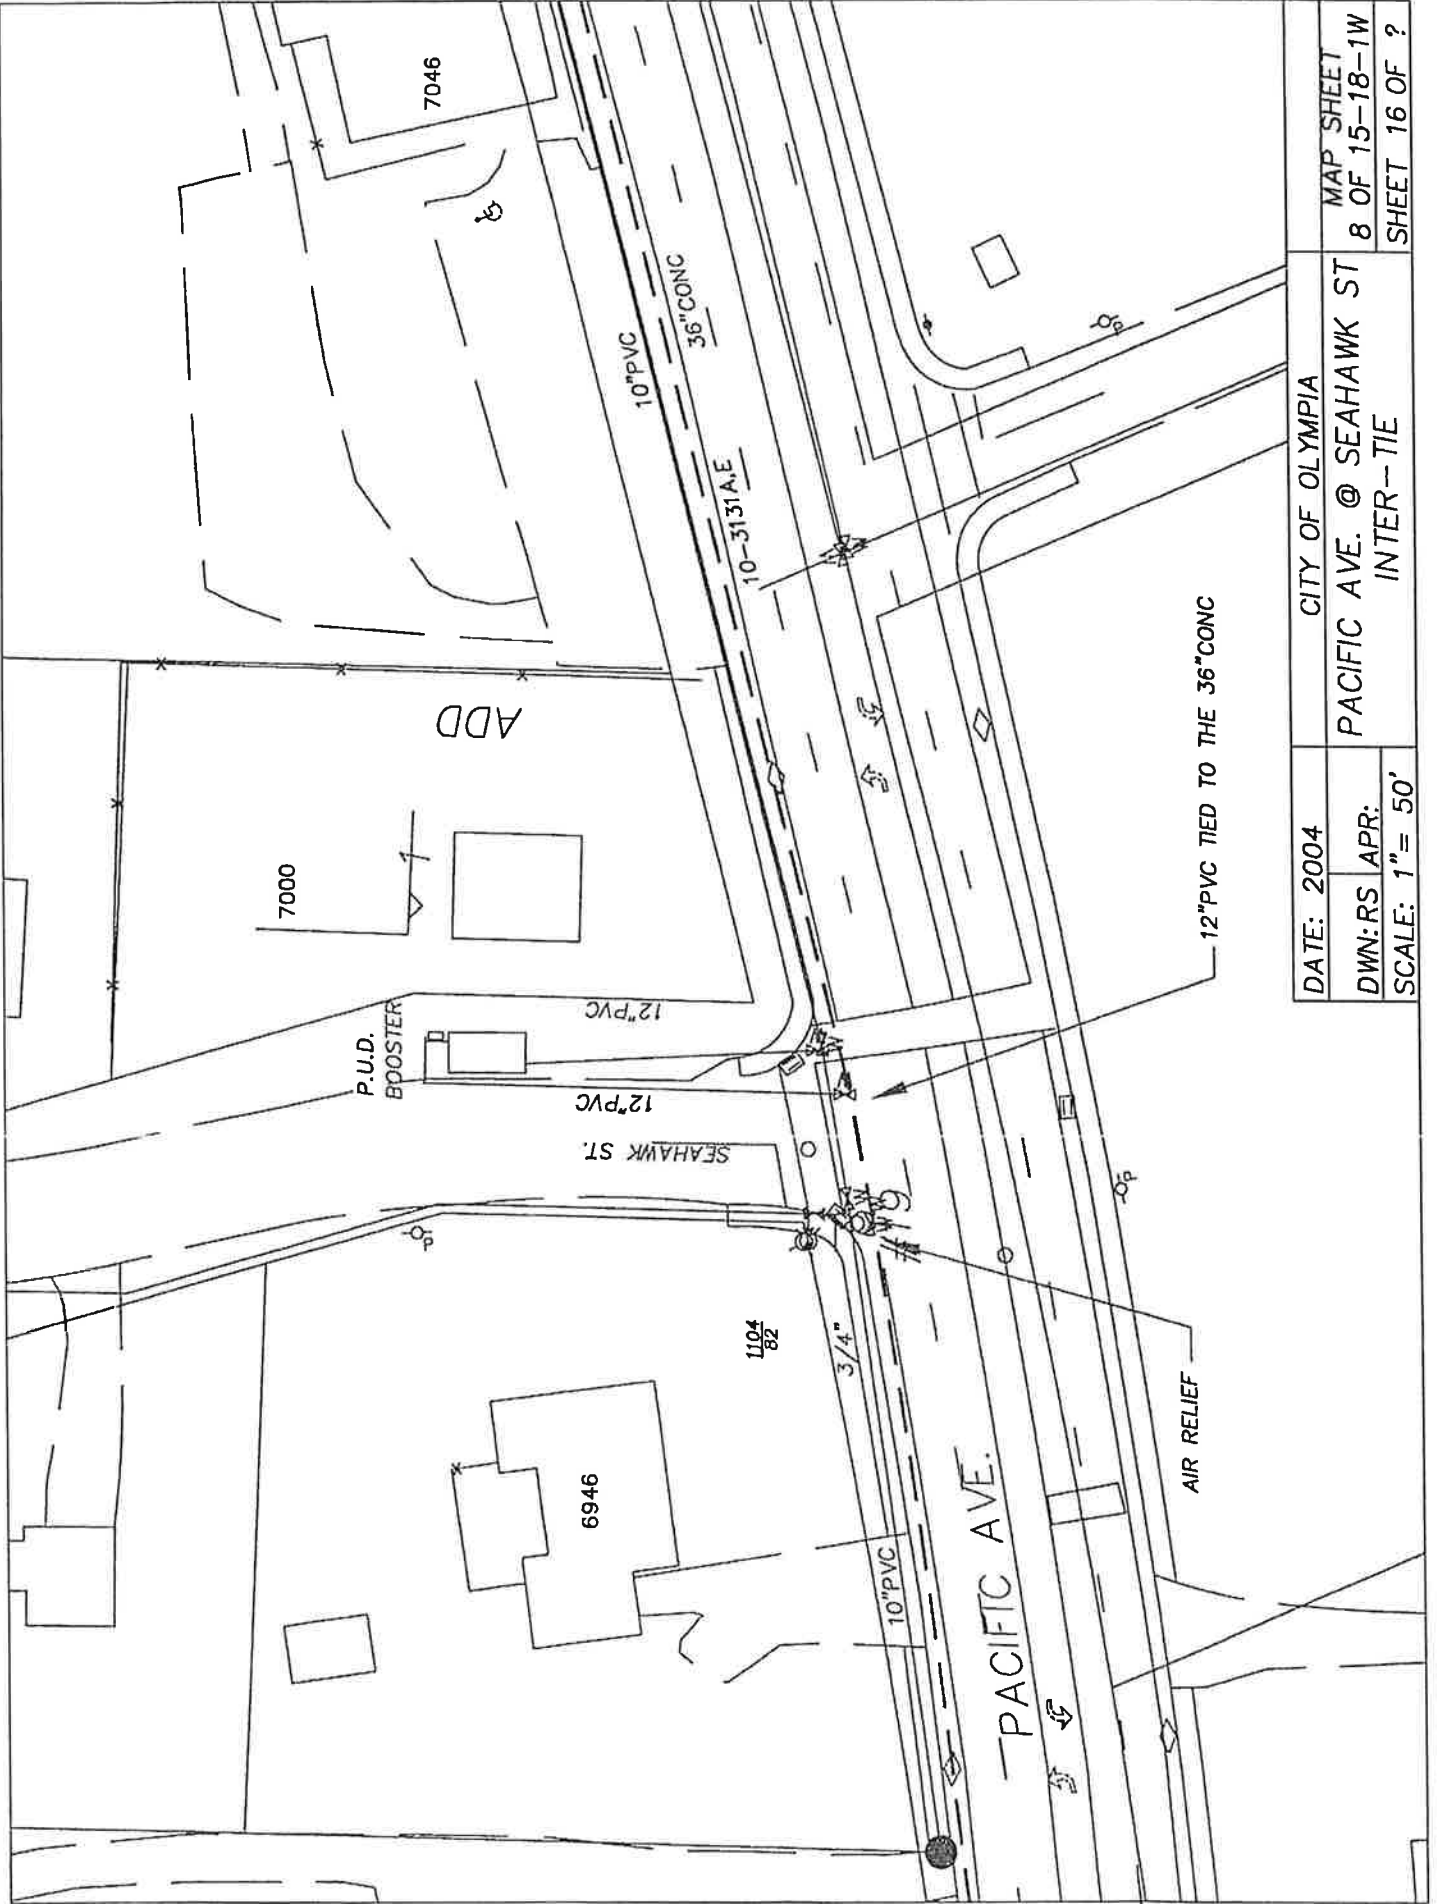 7046
10"PVC
36"CONC
10-3131A,E
ADD
7000
1
P.U.D.
BOOSTER
12"PVC
12"PVC
SEAHAWK ST.
12"PVC TIED TO THE 36"CONC
1104
82
3/4"
6946
10"PVC
PACIFIC AVE.
AIR RELIEF
P
P
P
DATE: 2004
DWN:RS APR:
SCALE: 1"= 50'
CITY OF OLYMPIA
PACIFIC AVE. @ SEAHAWK ST
INTER-TIE
MAP SHEET
8 OF 15-18-1W
SHEET 16 OF ?